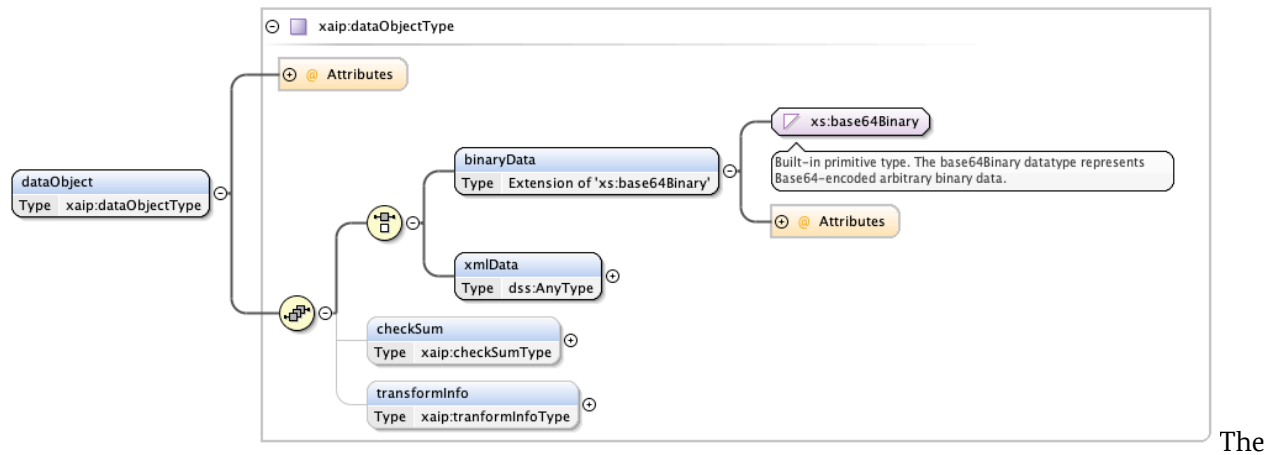 xaip:dataObjectType
@ Attributes
xs:base64Binary
Built-in primitive type. The base64Binary datatype represents
Base64-encoded arbitrary binary data.
binaryData
Type Extension of 'xs:base64Binary'
@ Attributes
dataObject
Type xaip:dataObjectType
xmlData
Type dss:AnyType
checkSum
Type xaip:checkSumType
transformInfo
Type xaip:tranformInfoType
The